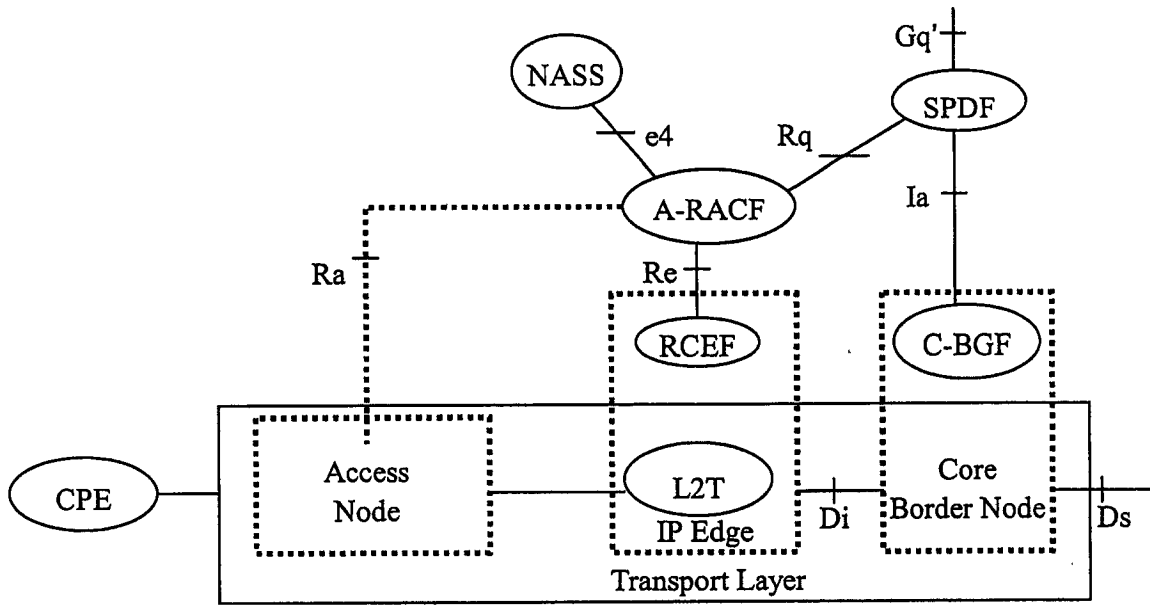 Gq'
NASS
SPDF
e4
Rq
A-RACF
Ia
Ra
Re
RCEF
C-BGF
CPE
Access
Node
L2T
IP Edge
Di
Core
Border Node
Ds
Transport Layer